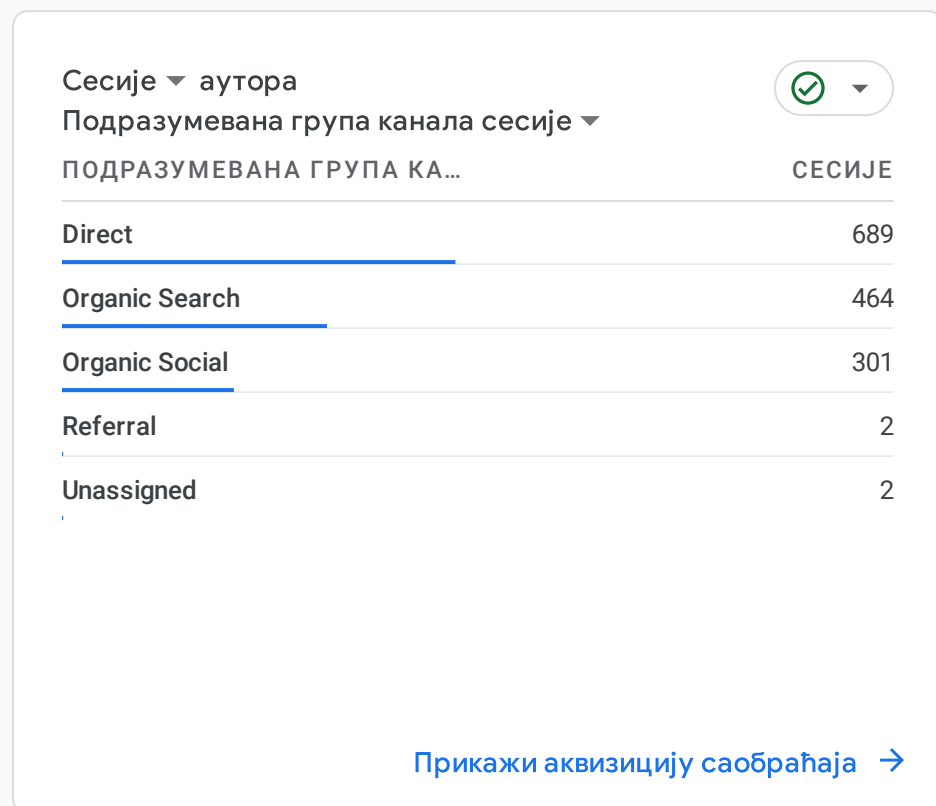 Сесије аутора
Подразумевана група канала сесије
ПОДРАЗУМЕВАНА ГРУПА КА… СЕСИЈЕ
Direct 689
Organic Search 464
Organic Social 301
Referral 2
Unassigned 2
Прикажи аквизицију саобраћаја